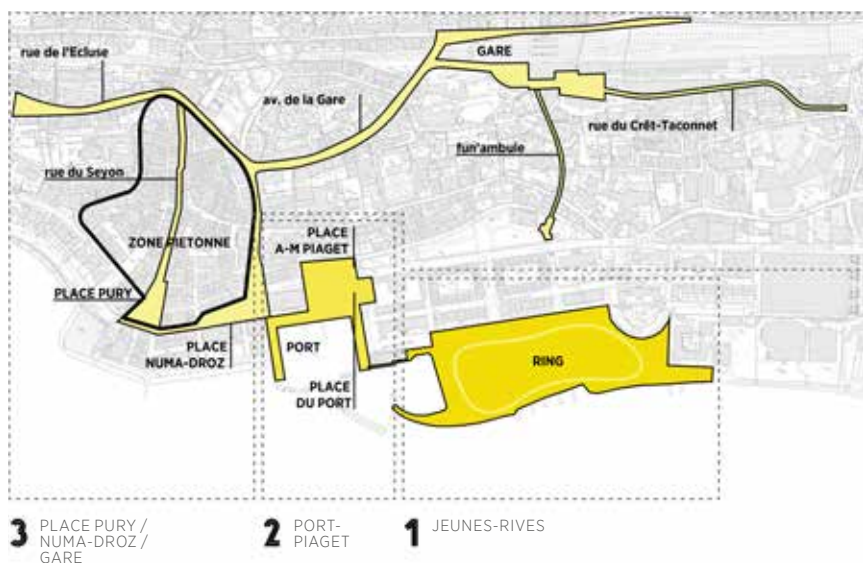 GARE
rue de l'Ecluse
av. de la Gare
rue du Crêt-Taconnet
fun'ambule
rue du Seyon
PLACE
A-M PIAGET
ZONE PIETONNE
PLACE PURY
PORT
PLACE
NUMA-DROZ
RING
PLACE
DU PORT
3 PLACE PURY /
NUMA-DROZ /
GARE
2 PORT-
PIAGET
1 JEUNES-RIVES